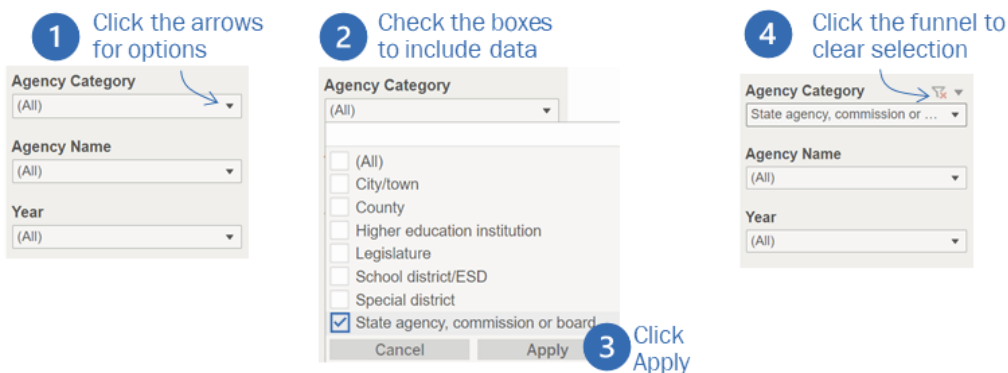 1
Click the arrows
for options
Agency Category
(All)
Agency Name
(All)
Year
(All)
2
Check the boxes
to include data
Agency Category
(All)
(All)
City/town
County
Higher education institution
Legislature
School district/ESD
Special district
State agency, commission or board
Cancel
Apply
3
Click
Apply
4
Click the funnel to
clear selection
Agency Category
State agency, commission or ...
Agency Name
(All)
Year
(All)